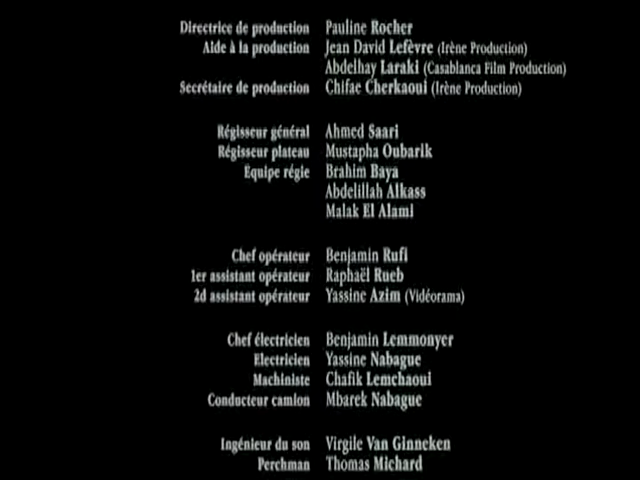 Directrice de production Pauline Rocher
Aide à la production Jean David Lefèvre (Irène Production)
Abdelhay Laraki (Casablanca Film Production)
Secrétaire de production Chifae Cherkaoui (Irène Production)
Régisseur général Ahmed Saari
Régisseur plateau Mustapha Oubarik
Equipe régie Brahim Baya
Abdelillah Alkass
Malak El Alami
Chef opérateur Benjamin Rufi
1er assistant opérateur Raphaël Rueb
2d assistant opérateur Yassine Azim (Vidéorama)
Chef électricien Benjamin Lemmonyer
Electricien Yassine Nabague
Machiniste Chafik Lemchaoui
Conducteur camion Mbarek Nabague
Ingénieur du son Virgile Van Ginneken
Perchman Thomas Michard